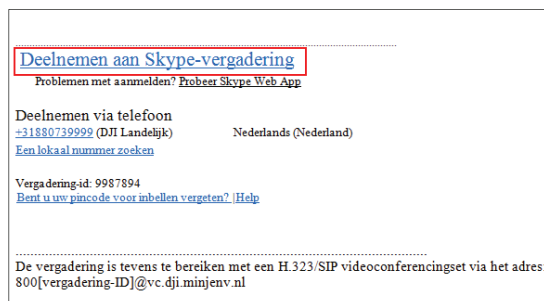 Deelnemen aan Skype-vergadering
Problemen met aanmelden? Probeer Skype Web App
Deelnemen via telefoon
+31880739999 (DJI Landelijk) Nederlands (Nederland)
Een lokaal nummer zoeken
Vergadering-id: 9987894
Bent u uw pincode voor inbellen vergeten? |Help
De vergadering is tevens te bereiken met een H.323/SIP videoconferencingset via het adres:
800[vergadering-ID]@vc.dji.minjenv.nl